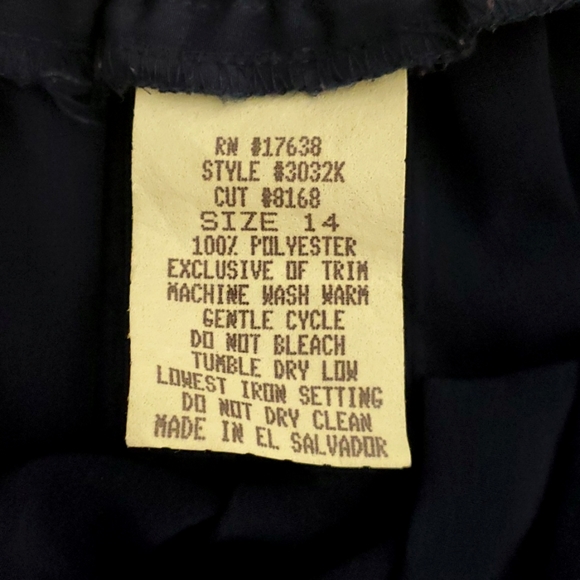 RN #17638
STYLE #3032K
CUT #8168
SIZE 14
100% POLYESTER
EXCLUSIVE OF TRIM
MACHINE WASH WARM
GENTLE CYCLE
DO NOT BLEACH
TUMBLE DRY LOW
LOWEST IRON SETTING
DO NOT DRY CLEAN
MADE IN EL SALVADOR